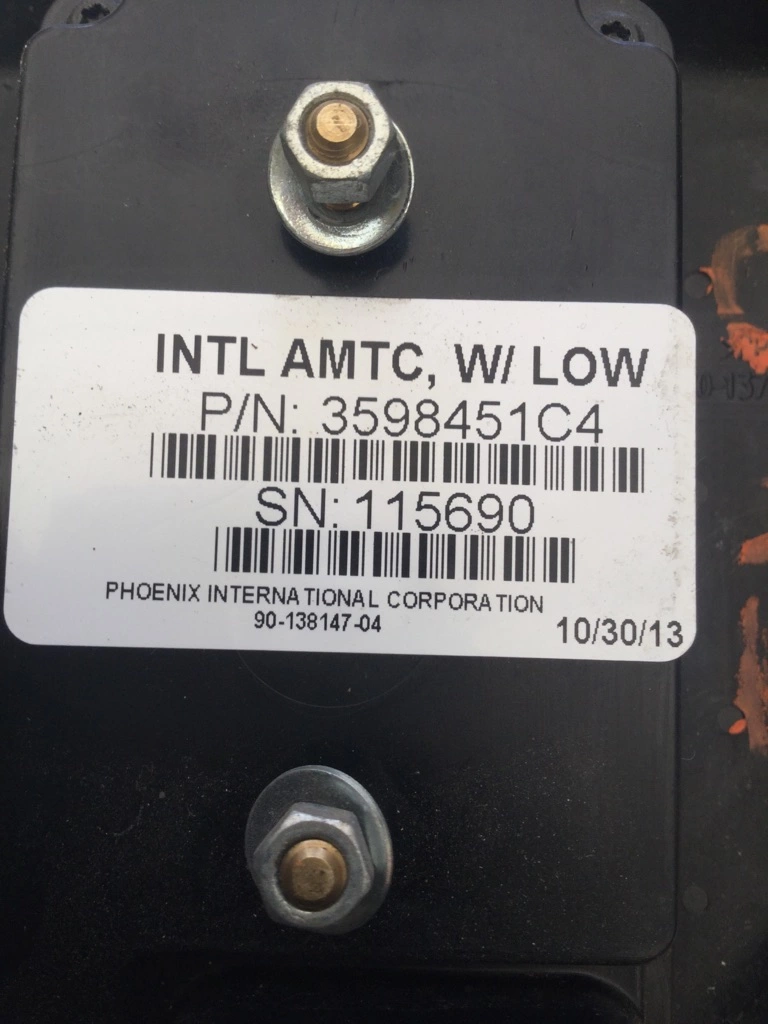 INTL AMTC, W/ LOW
P/N: 3598451C4
SN: 115690
PHOENIX INTERNATIONAL CORPORATION
90-138147-04
10/30/13